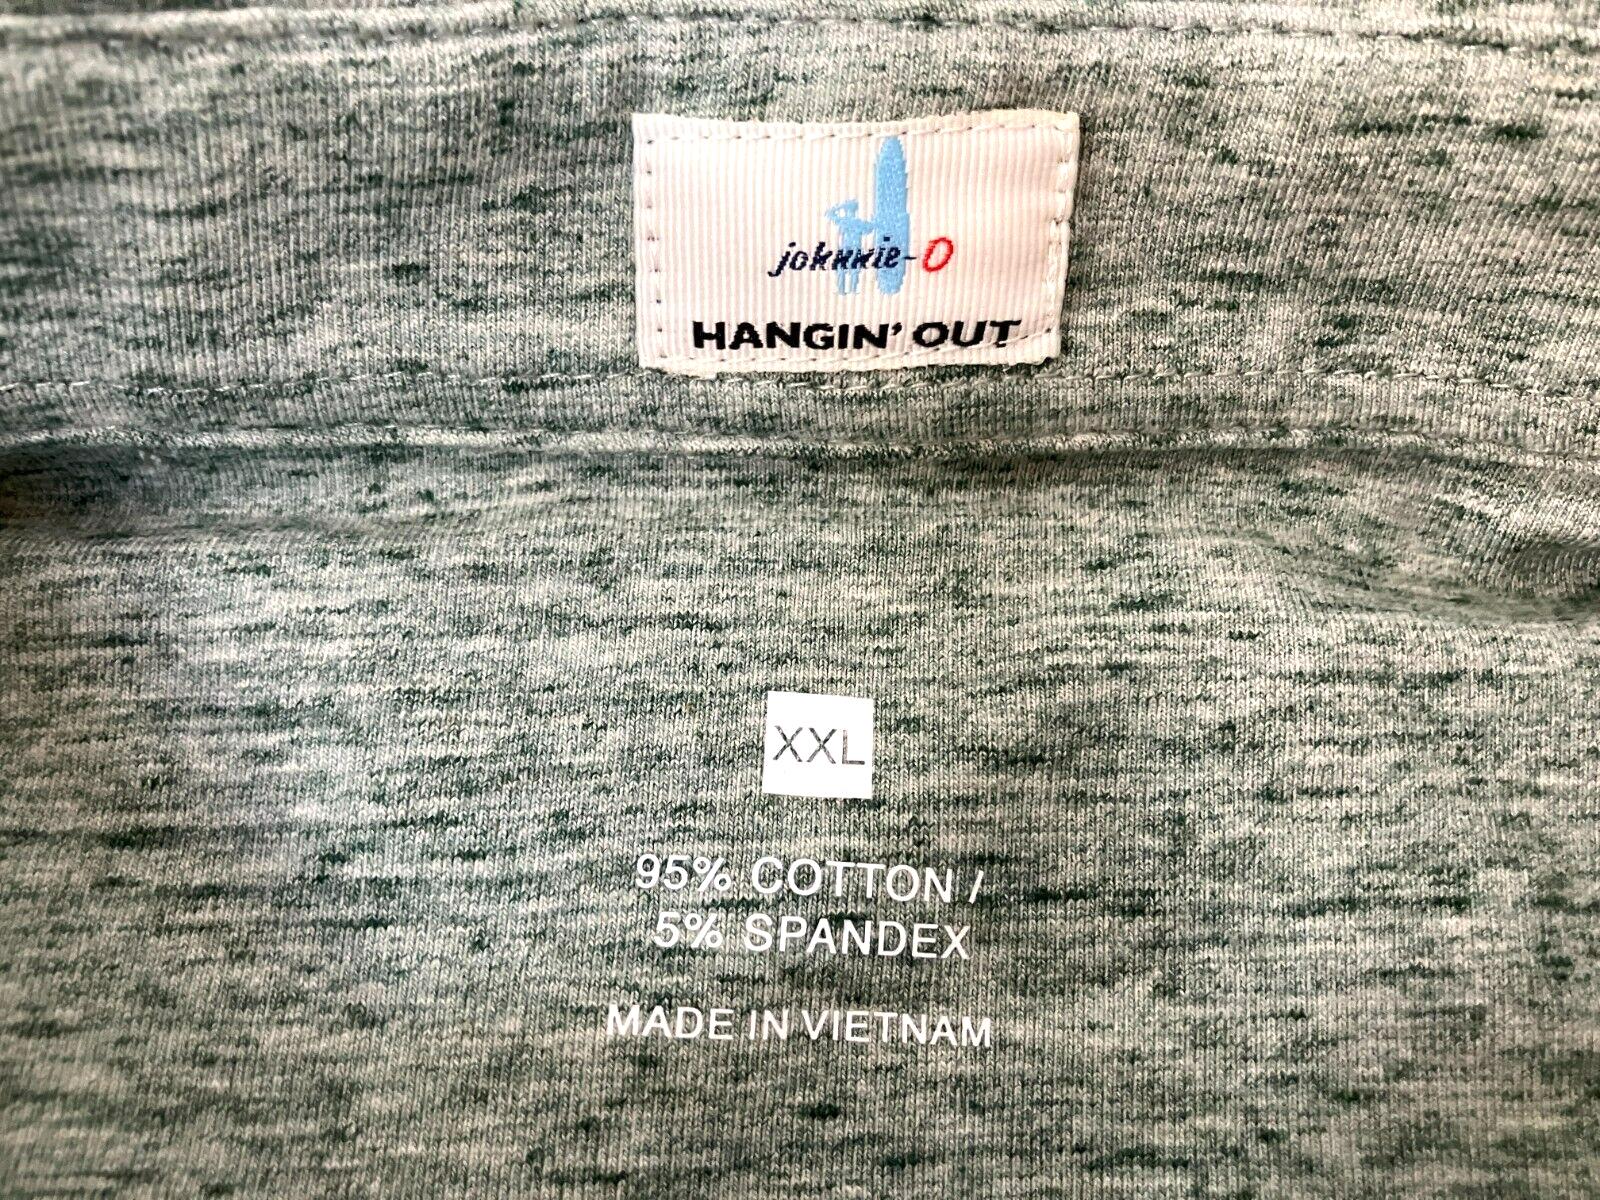 johnnie-O
HANGIN' OUT
XXL
95% COTTON /
5% SPANDEX
MADE IN VIETNAM